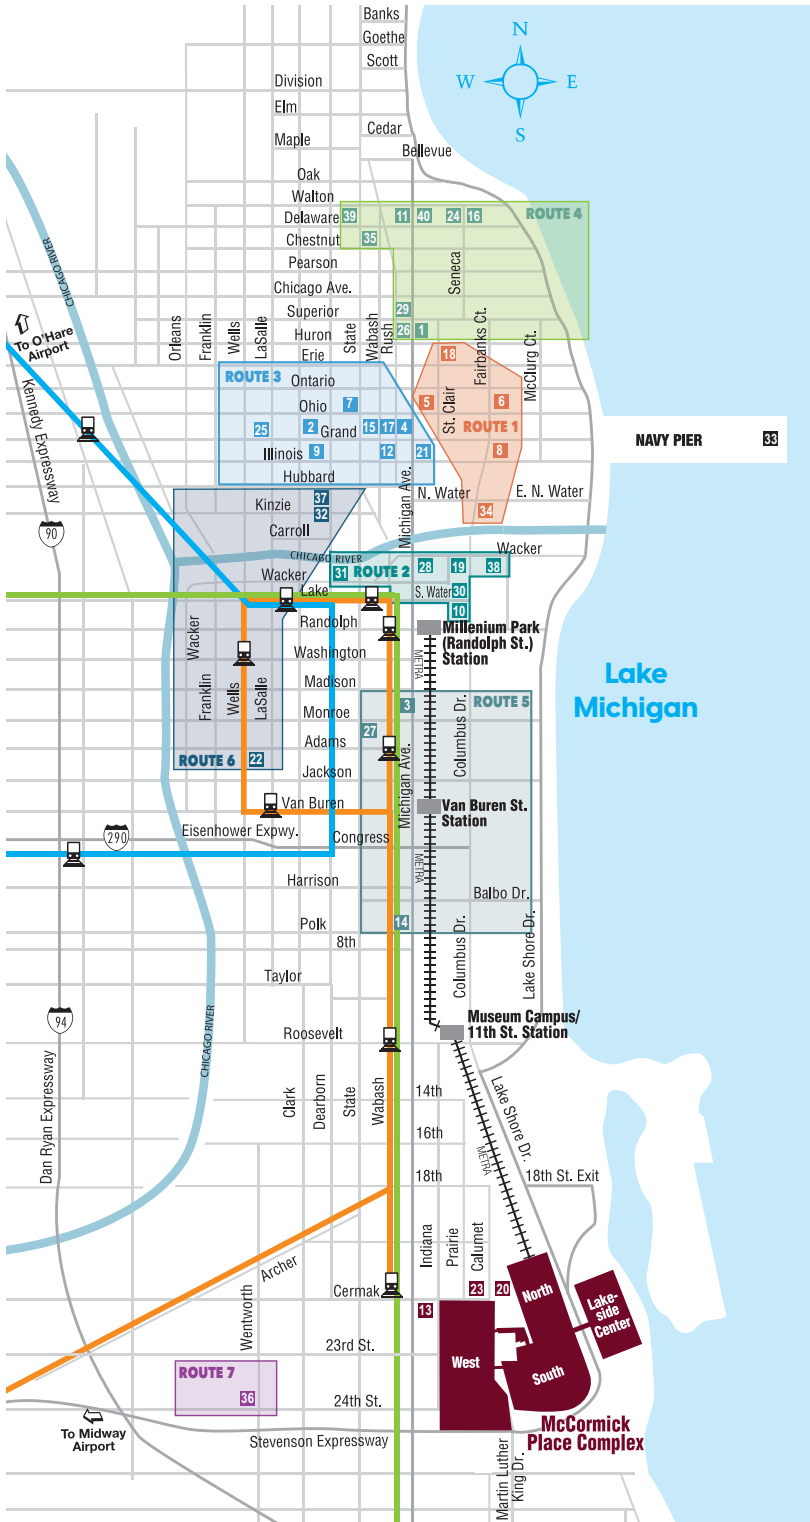 Banks
Goethe
Scott
N
W
E
S
Division
Elm
Cedar
Maple
Bellevue
Oak
Walton
Delaware
39
11
40
24
16
ROUTE 4
Chestnut
35
Pearson
Seneca
Chicago Ave.
CHICAGO RIVER
Superior
29
Huron
26
1
Erie
To O'Hare
Airport
Orleans
Franklin
Wells
LaSalle
State
Wabash
Rush
Fairbanks Ct.
McClurg Ct.
18
ROUTE 3
Ontario
Kennedy Expressway
Ohio
7
5
St. Clair
6
25
2
Grand
15
17
4
ROUTE 1
Illinois
9
12
21
8
NAVY PIER
33
Hubbard
Michigan Ave.
N. Water
E. N. Water
Kinzie
37
32
34
Carroll
90
CHICAGO RIVER
Wacker
Wacker
31
ROUTE 2
28
19
38
Lake
S. Water
30
10
Randolph
Millenium Park
(Randolph St.)
Station
Wacker
Washington
METRA
Madison
Lake
Michigan
Franklin
Wells
LaSalle
Monroe
3
ROUTE 5
Columbus Dr.
Adams
27
ROUTE 6
22
Jackson
Michigan Ave.
Van Buren
Van Buren St.
Station
290
Eisenhower Expwy.
Congress
METRA
Harrison
Balbo Dr.
Polk
14
8th
Columbus Dr.
Lake Shore Dr.
Taylor
94
CHICAGO RIVER
Roosevelt
Museum Campus/
11th St. Station
Dan Ryan Expressway
Clark
Dearborn
State
Wabash
14th
Lake Shore Dr.
16th
METRA
18th
18th St. Exit
Archer
Indiana
Prairie
Calumet
Cermak
23
20
North
13
Lake-
side
Center
Wentworth
23rd St.
West
South
ROUTE 7
36
24th St.
To Midway
Airport
Stevenson Expressway
McCormick
Place Complex
Martin Luther
King Dr.